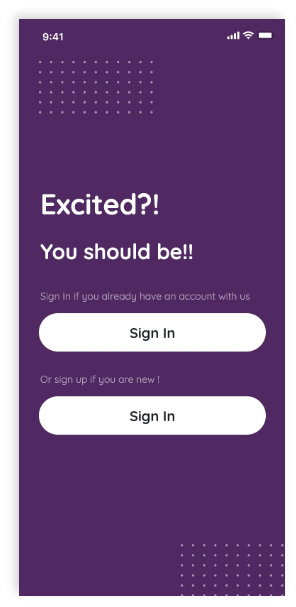 9:41
Excited?!
You should be!!
Sign In if you already have an account with us
Sign In
Or sign up if you are new !
Sign In